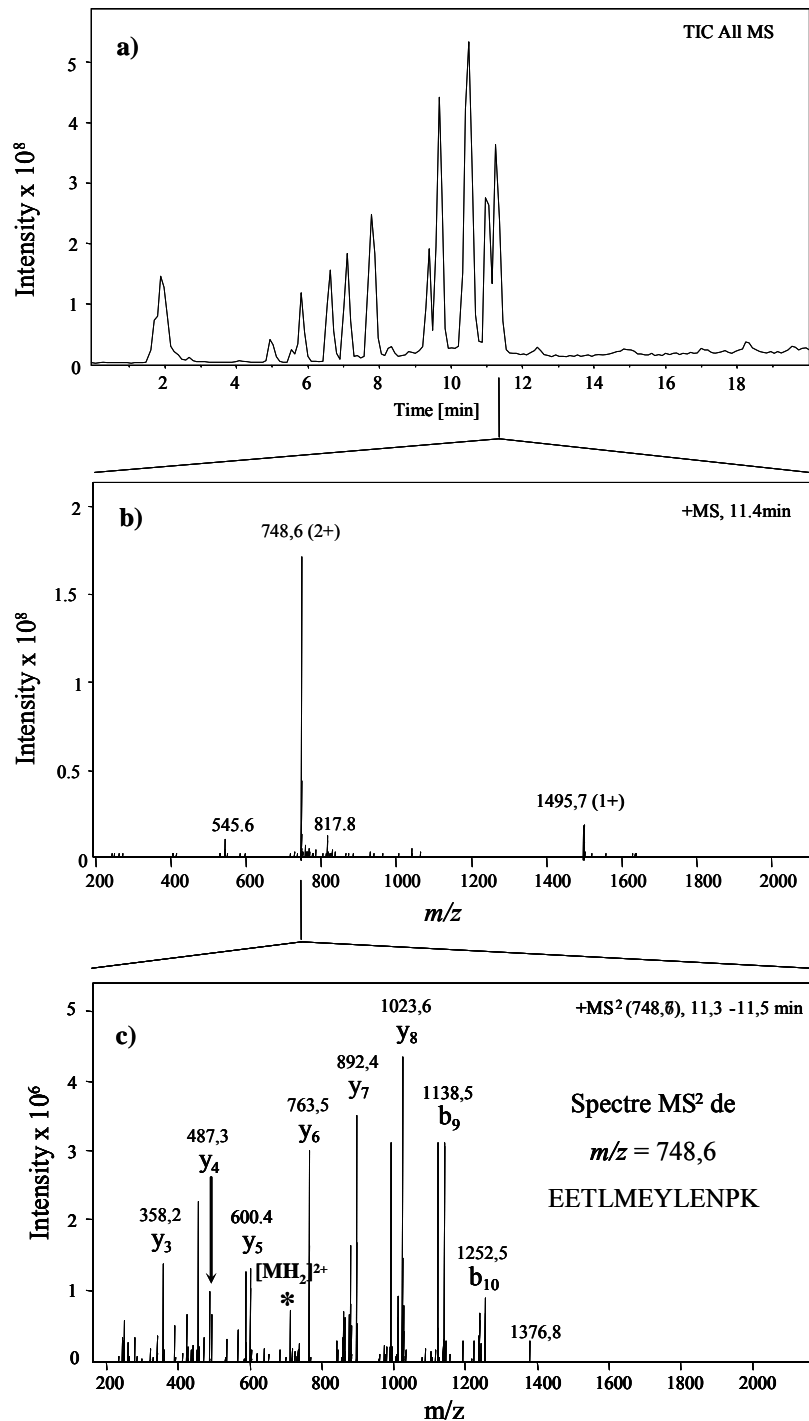 a)
TIC All MS
Intensity x 10⁸
5
4
3
2
1
0
2 4 6 8 10 12 14 16 18
Time [min]
b)
+MS, 11.4min
748,6 (2+)
Intensity x 10⁸
2
1.5
1
0.5
0
545.6
817.8
1495,7 (1+)
200 400 600 800 1000 1200 1400 1600 1800 2000
m/z
c)
+MS² (748,6), 11,3 -11,5 min
Intensity x 10⁶
5
4
3
2
1
0
358,2
y₃
487,3
y₄
600.4
y₅
[MH₂]²⁺
*
763,5
y₆
892,4
y₇
1023,6
y₈
1138,5
b₉
1252,5
b₁₀
1376,8
Spectre MS² de
m/z = 748,6
EETLMEYLENPK
200 400 600 800 1000 1200 1400 1600 1800 2000
m/z